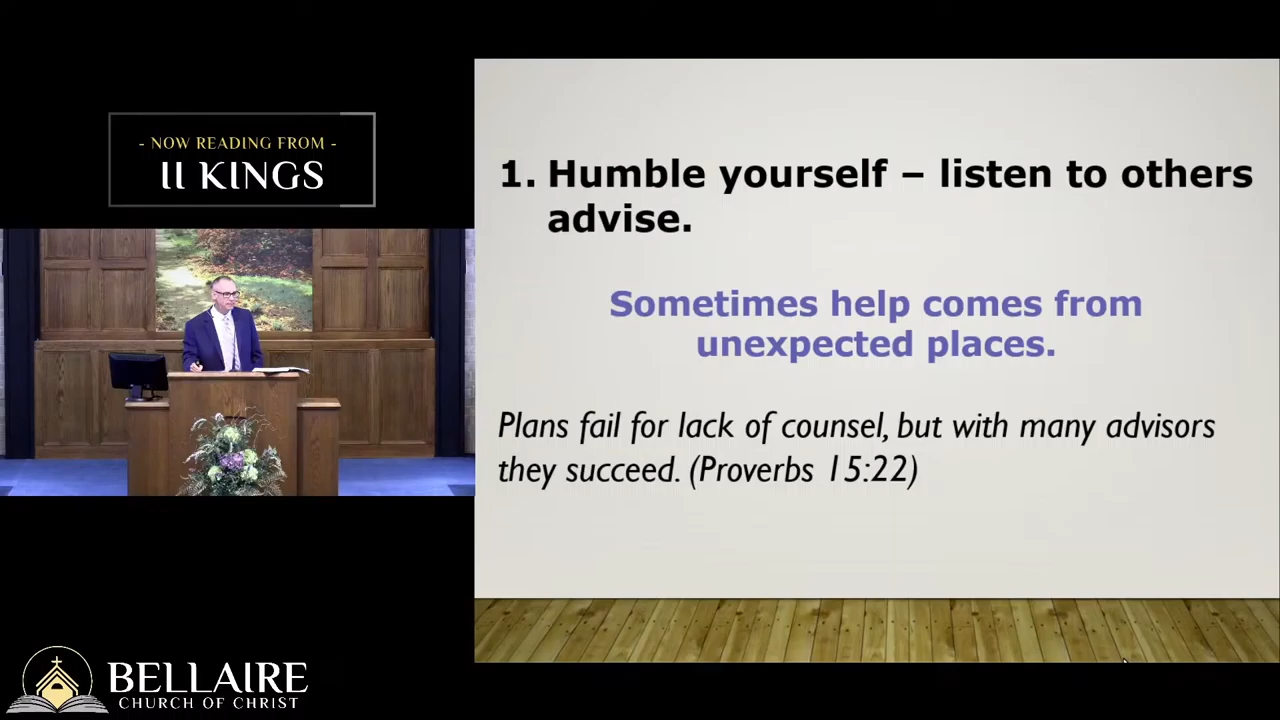 - NOW READING FROM -
II KINGS
1. Humble yourself – listen to others
advise.
Sometimes help comes from
unexpected places.
Plans fail for lack of counsel, but with many advisors
they succeed. (Proverbs 15:22)
BELLAIRE
CHURCH OF CHRIST